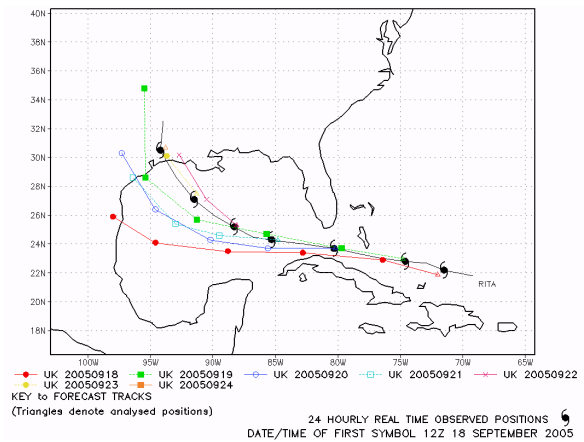 40N
38N
36N
34N
32N
30N
28N
26N
24N
22N
20N
18N
RITA
100W 95W 90W 85W 80W 75W 70W 65W
UK 20050918 UK 20050919 UK 20050920 UK 20050921 UK 20050922
UK 20050923 UK 20050924
KEY to FORECAST TRACKS
(Triangles denote analysed positions)
24 HOURLY REAL TIME OBSERVED POSITIONS
DATE/TIME OF FIRST SYMBOL 12Z 18 SEPTEMBER 2005